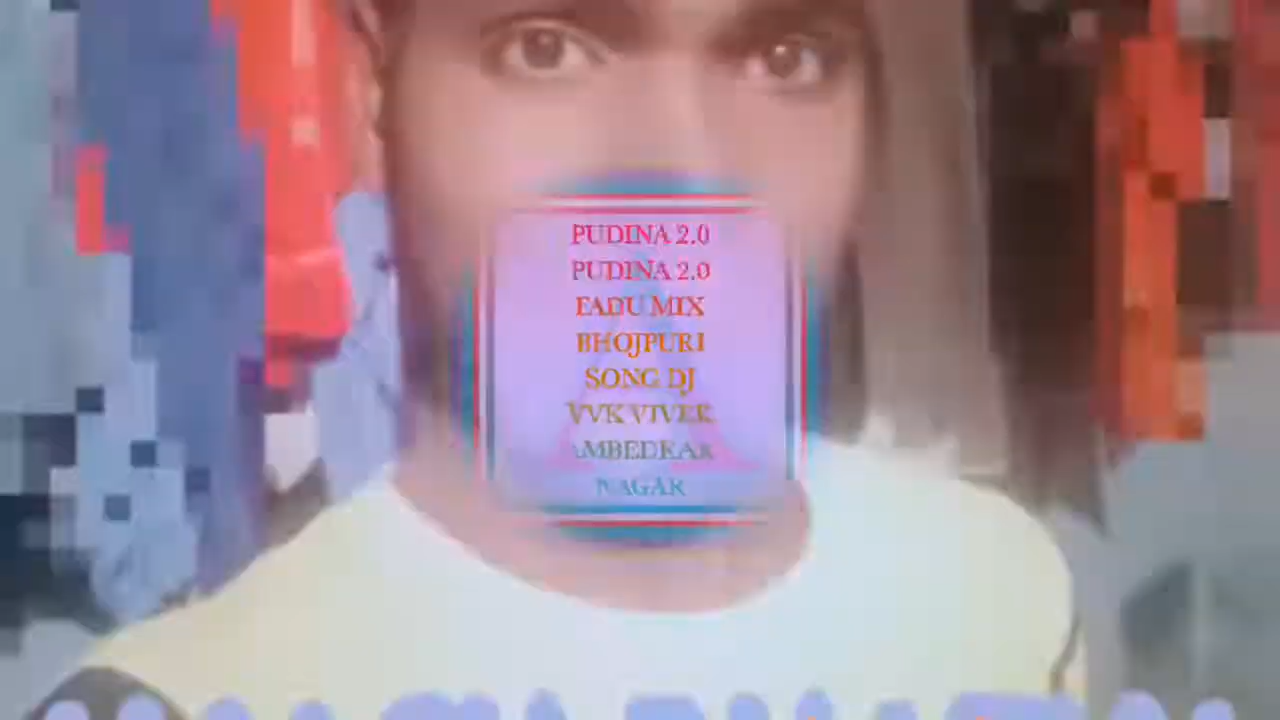 PUDINA 2.0
PUDINA 2.0
FADU MIX
BHOJPURI
SONG DJ
VVK VIVEK
AMBEDKAR
NAGAR